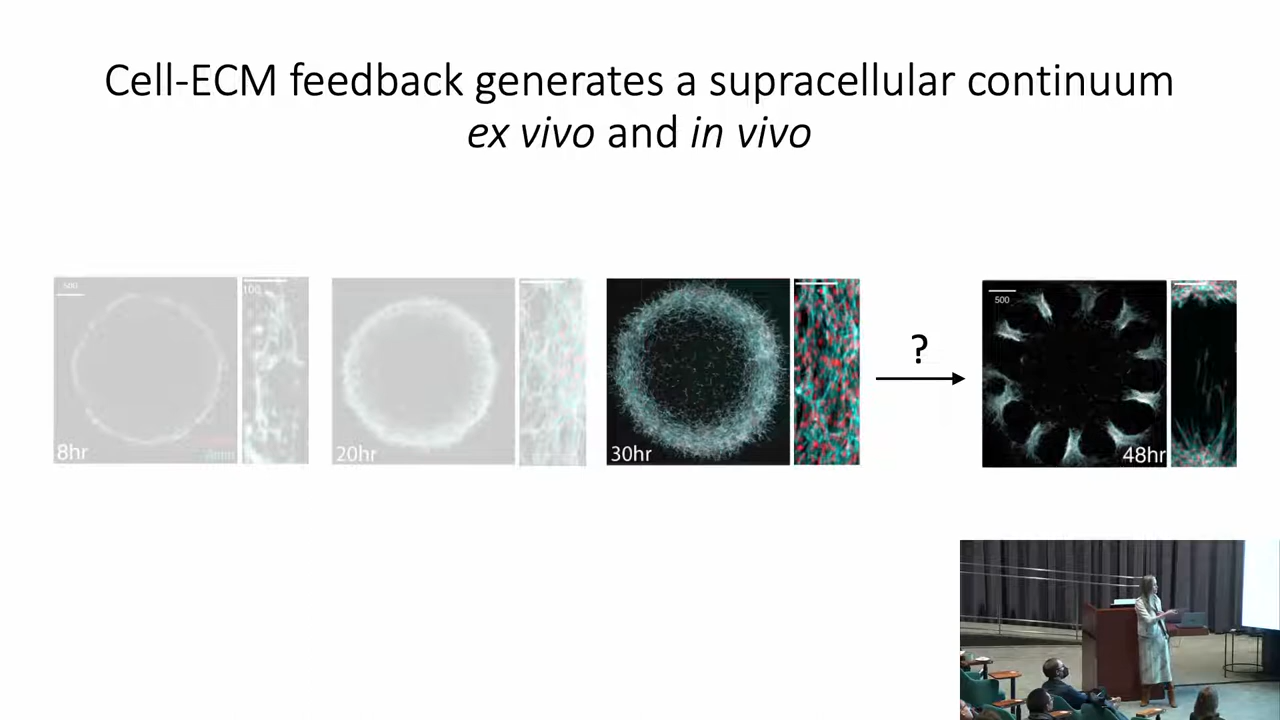 Cell-ECM feedback generates a supracellular continuum
ex vivo and in vivo
500
8hr
100
20hr
30hr
?
500
48hr